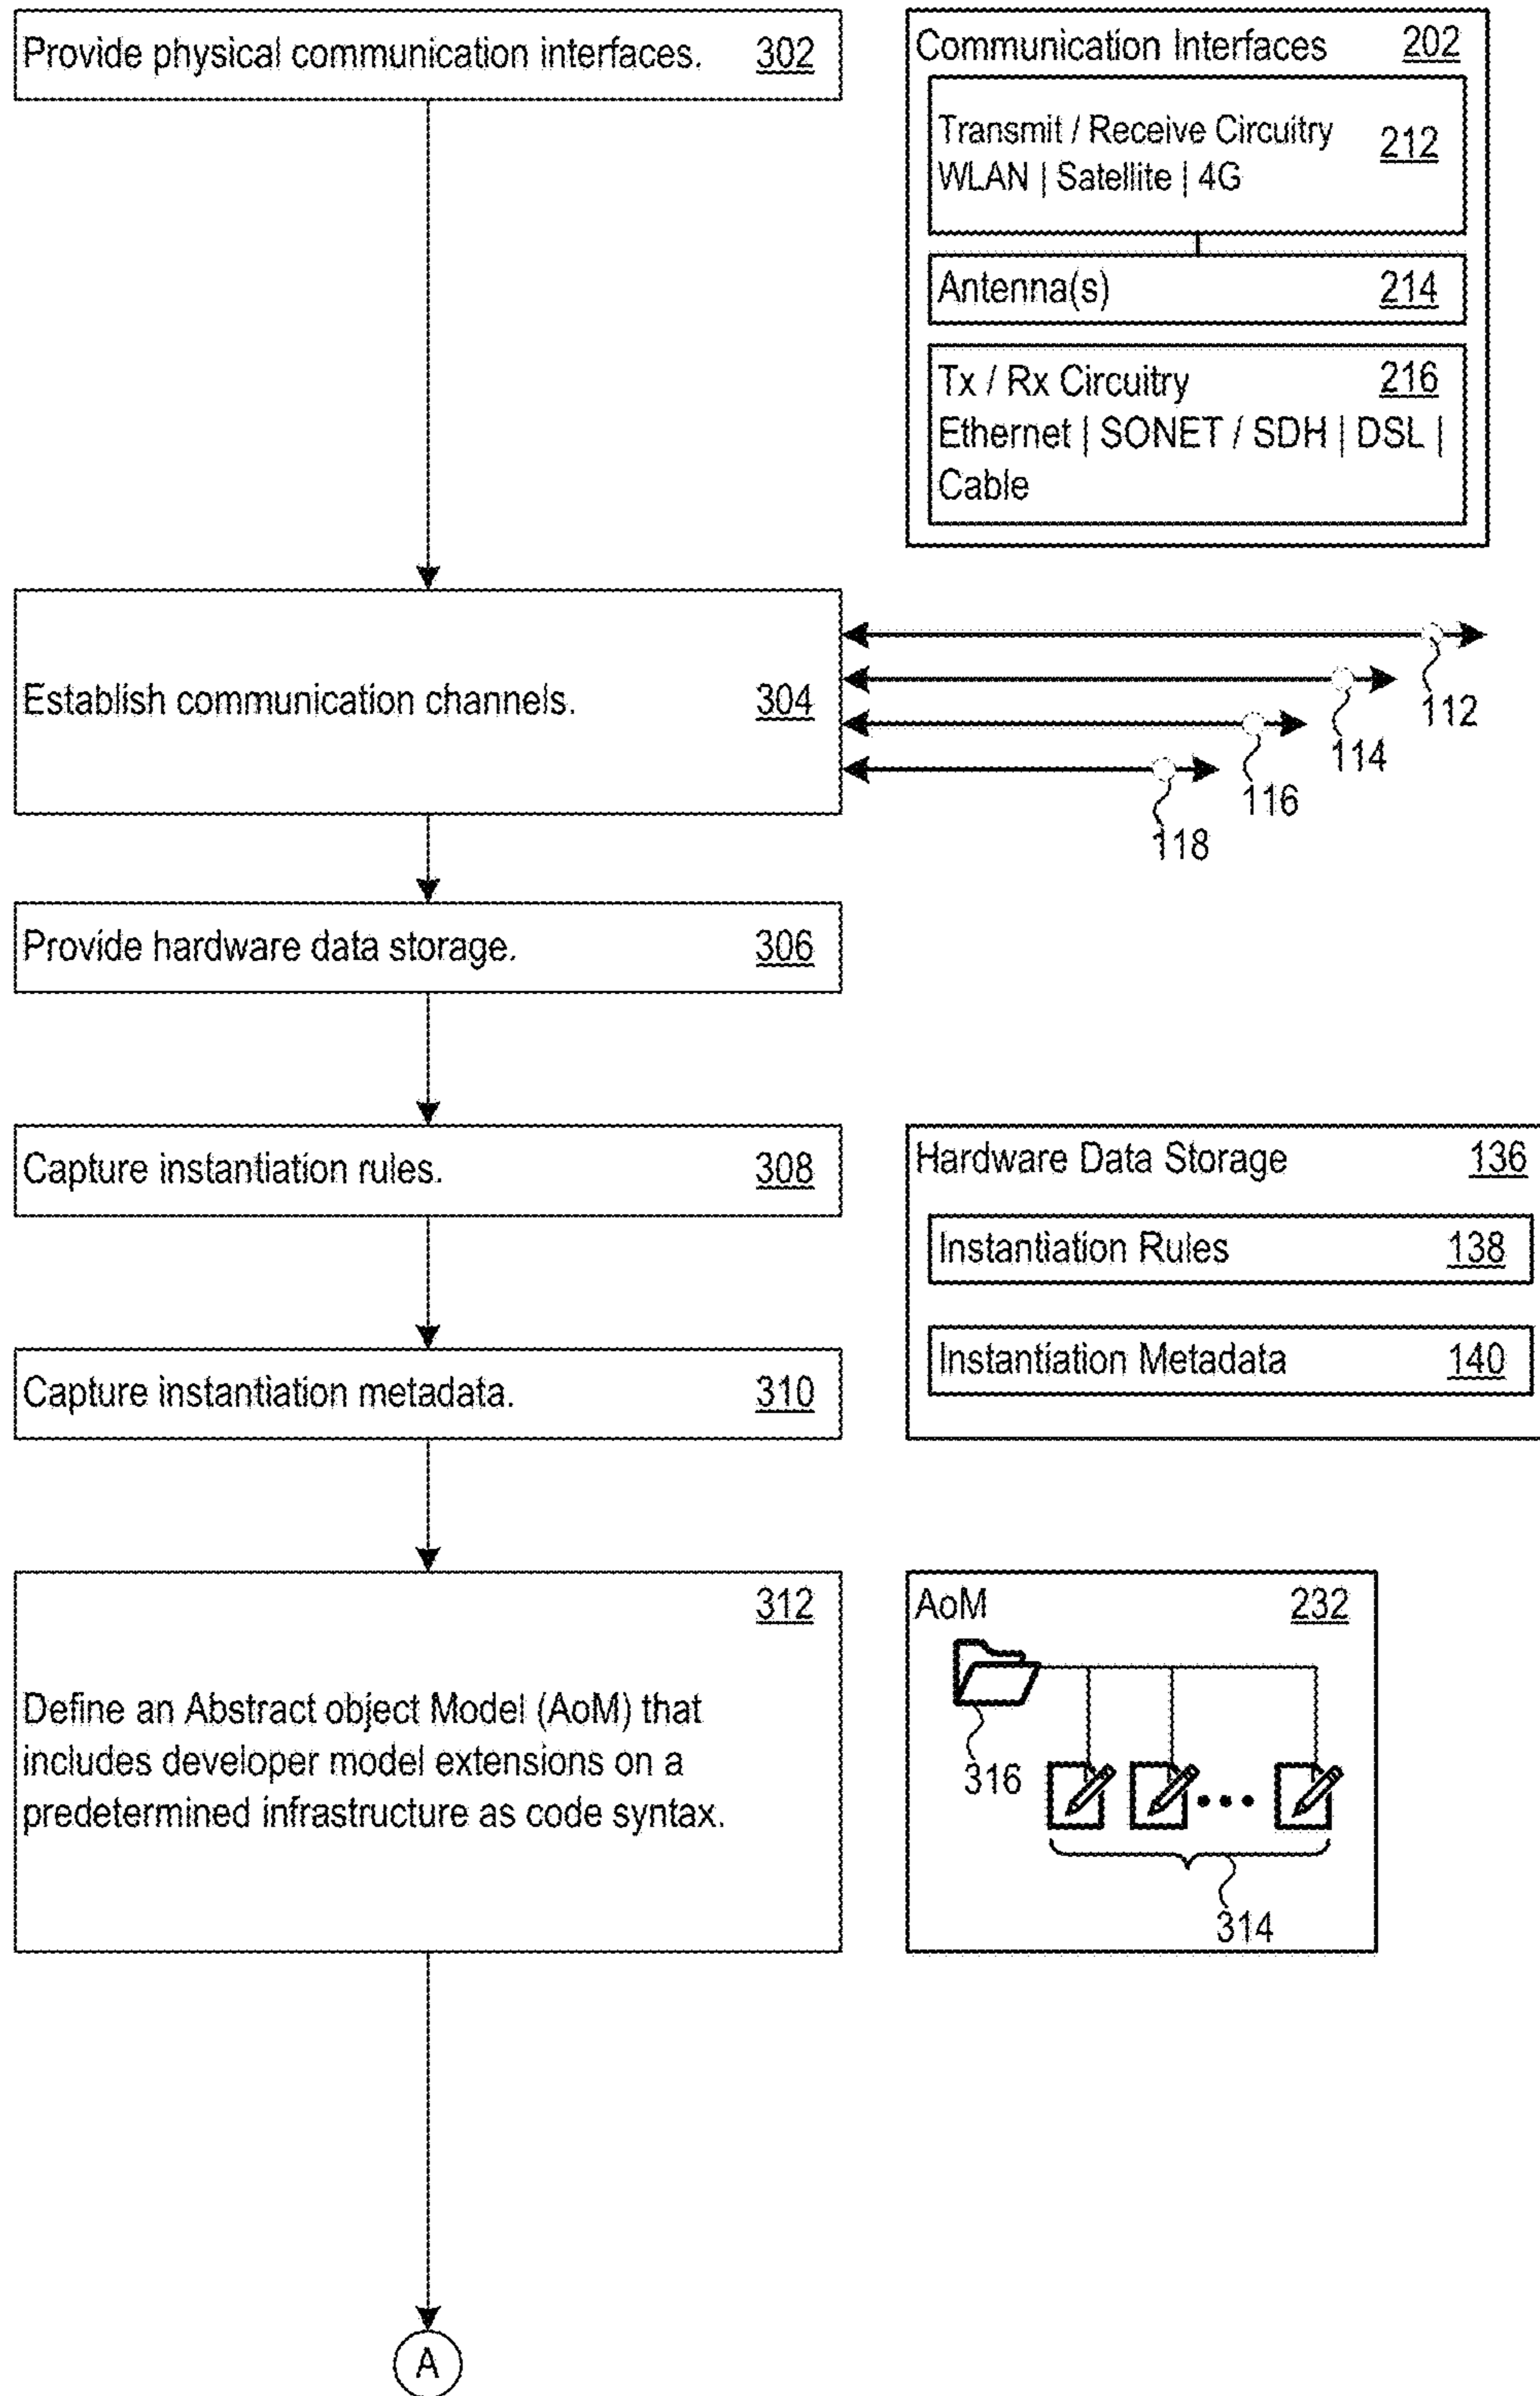 Provide physical communication interfaces. 302
Communication Interfaces 202
Transmit / Receive Circuitry 212
WLAN | Satellite | 4G
Antenna(s) 214
Tx / Rx Circuitry 216
Ethernet | SONET / SDH | DSL |
Cable
Establish communication channels. 304
112
114
116
118
Provide hardware data storage. 306
Capture instantiation rules. 308
Hardware Data Storage 136
Instantiation Rules 138
Instantiation Metadata 140
Capture instantiation metadata. 310
312
Define an Abstract object Model (AoM) that
includes developer model extensions on a
predetermined infrastructure as code syntax.
AoM 232
316
314
A